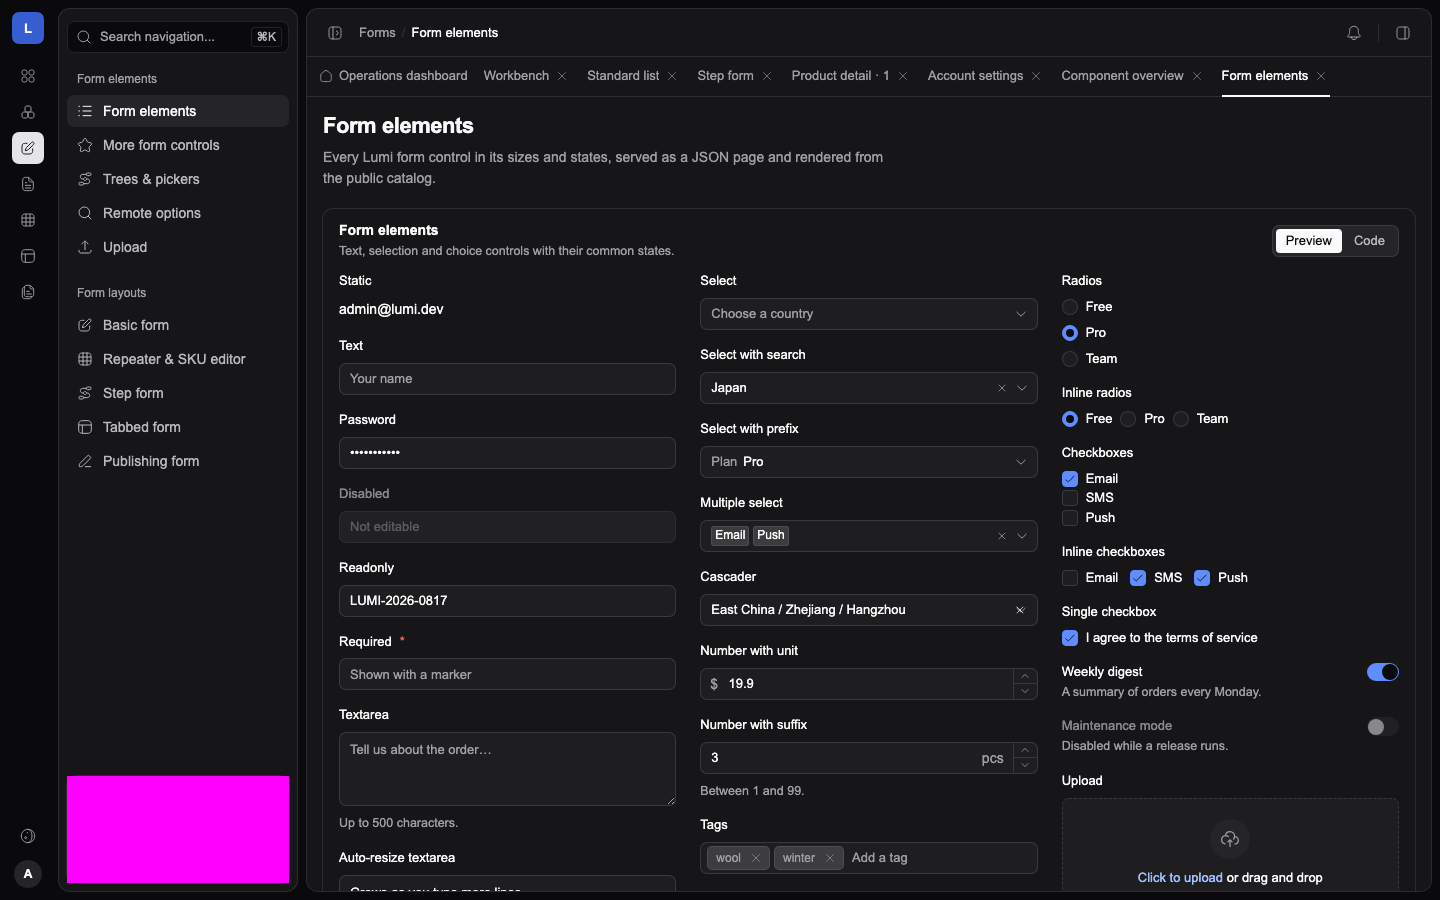 L
Search navigation...
⌘K
Form elements
Form elements
More form controls
Trees & pickers
Remote options
Upload
Form layouts
Basic form
Repeater & SKU editor
Step form
Tabbed form
Publishing form
A
Forms / Form elements
Operations dashboard
Workbench
Standard list
Step form
Product detail · 1
Account settings
Component overview
Form elements
Form elements
Every Lumi form control in its sizes and states, served as a JSON page and rendered from
the public catalog.
Form elements
Text, selection and choice controls with their common states.
Preview
Code
Static
admin@lumi.dev
Text
Your name
Password
•••••••••••
Disabled
Not editable
Readonly
LUMI-2026-0817
Required *
Shown with a marker
Textarea
Tell us about the order…
Up to 500 characters.
Auto-resize textarea
Grows as you type more lines
Select
Choose a country
Select with search
Japan
Select with prefix
Plan Pro
Multiple select
Email Push
Cascader
East China / Zhejiang / Hangzhou
Number with unit
$ 19.9
Number with suffix
3 pcs
Between 1 and 99.
Tags
wool winter Add a tag
Radios
Free
Pro
Team
Inline radios
Free Pro Team
Checkboxes
Email
SMS
Push
Inline checkboxes
Email SMS Push
Single checkbox
I agree to the terms of service
Weekly digest
A summary of orders every Monday.
Maintenance mode
Disabled while a release runs.
Upload
Click to upload or drag and drop